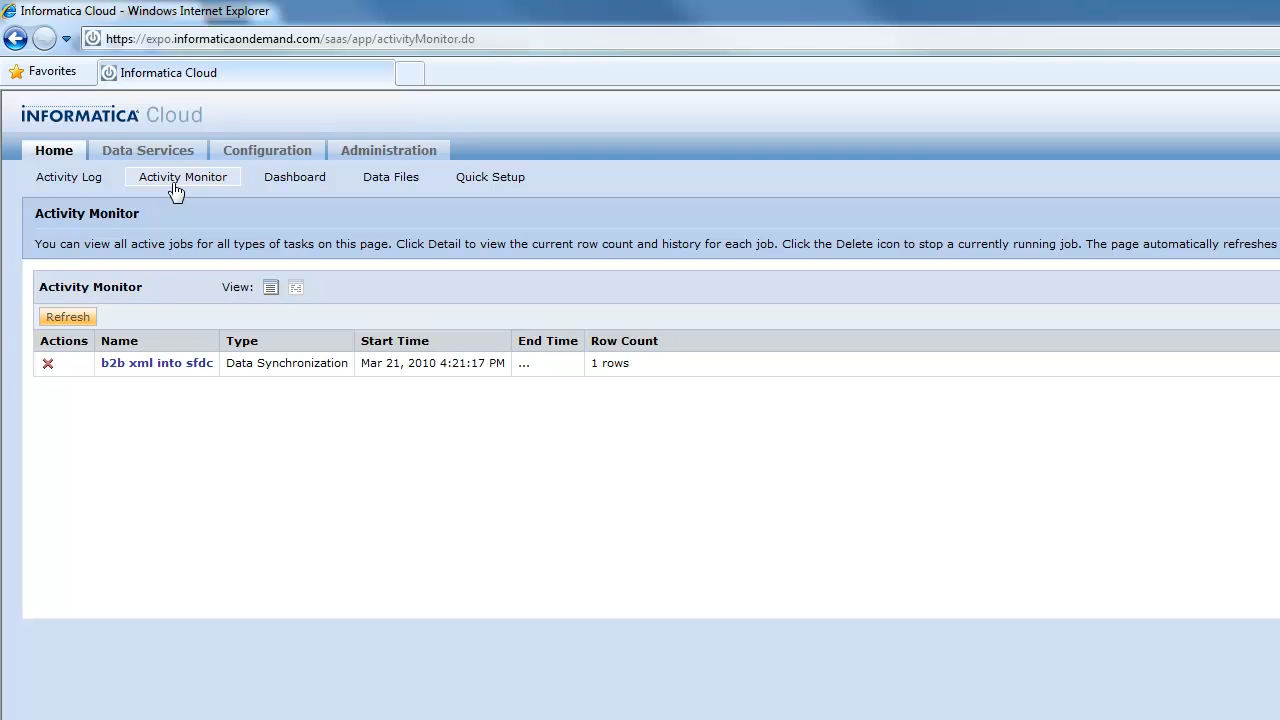 Informatica Cloud - Windows Internet Explorer
https://expo.informaticaondemand.com/saas/app/activityMonitor.do
Favorites Informatica Cloud
INFORMATICA Cloud
Home Data Services Configuration Administration
Activity Log Activity Monitor Dashboard Data Files Quick Setup
Activity Monitor
You can view all active jobs for all types of tasks on this page. Click Detail to view the current row count and history for each job. Click the Delete icon to stop a currently running job. The page automatically refreshes
Activity Monitor View:
Refresh
Actions Name Type Start Time End Time Row Count
b2b xml into sfdc Data Synchronization Mar 21, 2010 4:21:17 PM ... 1 rows